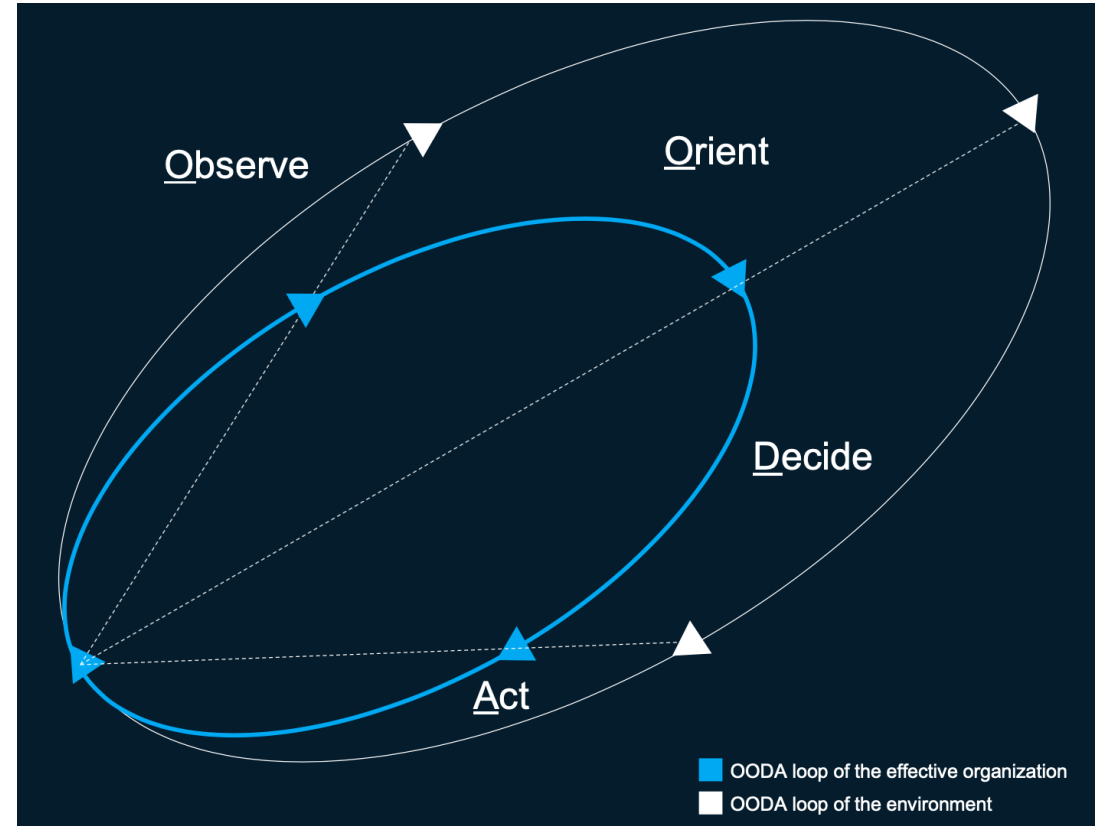 Observe
Orient
Decide
Act
OODA loop of the effective organization
OODA loop of the environment